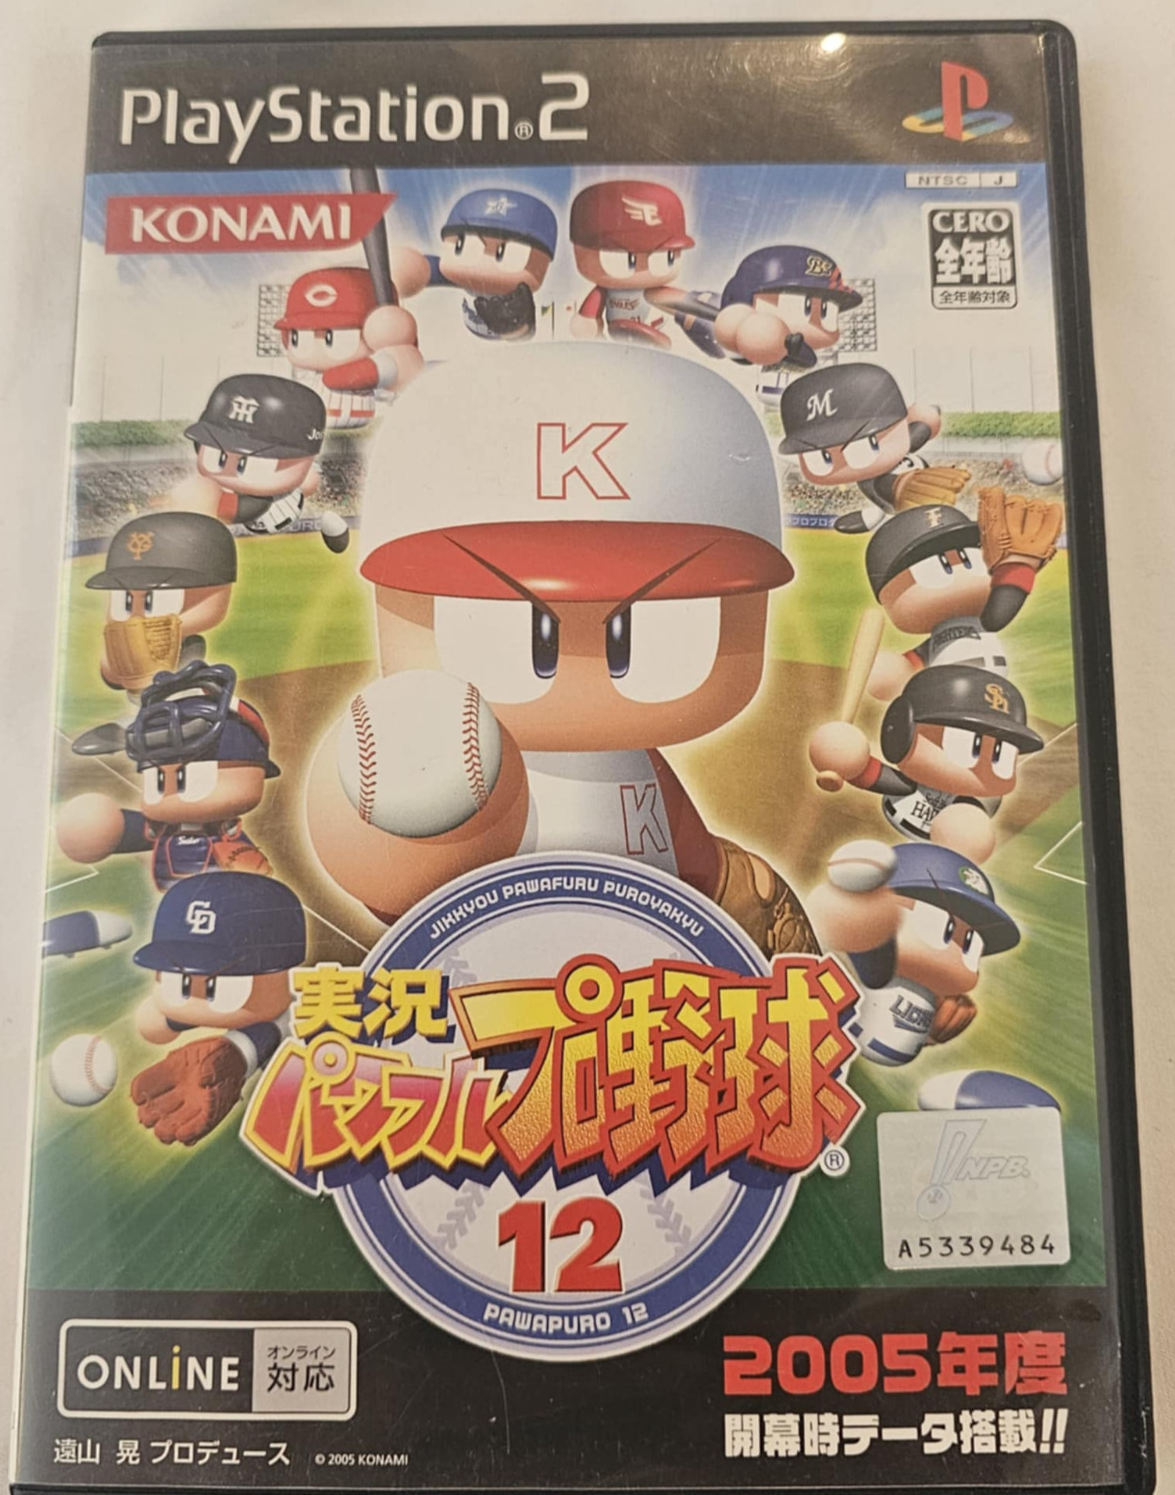 PlayStation®2
NTSC J
KONAMI
CERO
全年齢
全年齢対象
K
K
JIKKYOU PAWAFURU PUROYAKYU
実況
パワフルプロ野球®
12
PAWAPURO 12
NPB
A5339484
ONLiNE
オンライン
対応
2005年度
開幕時データ搭載!!
遠山 晃 プロデュース
© 2005 KONAMI